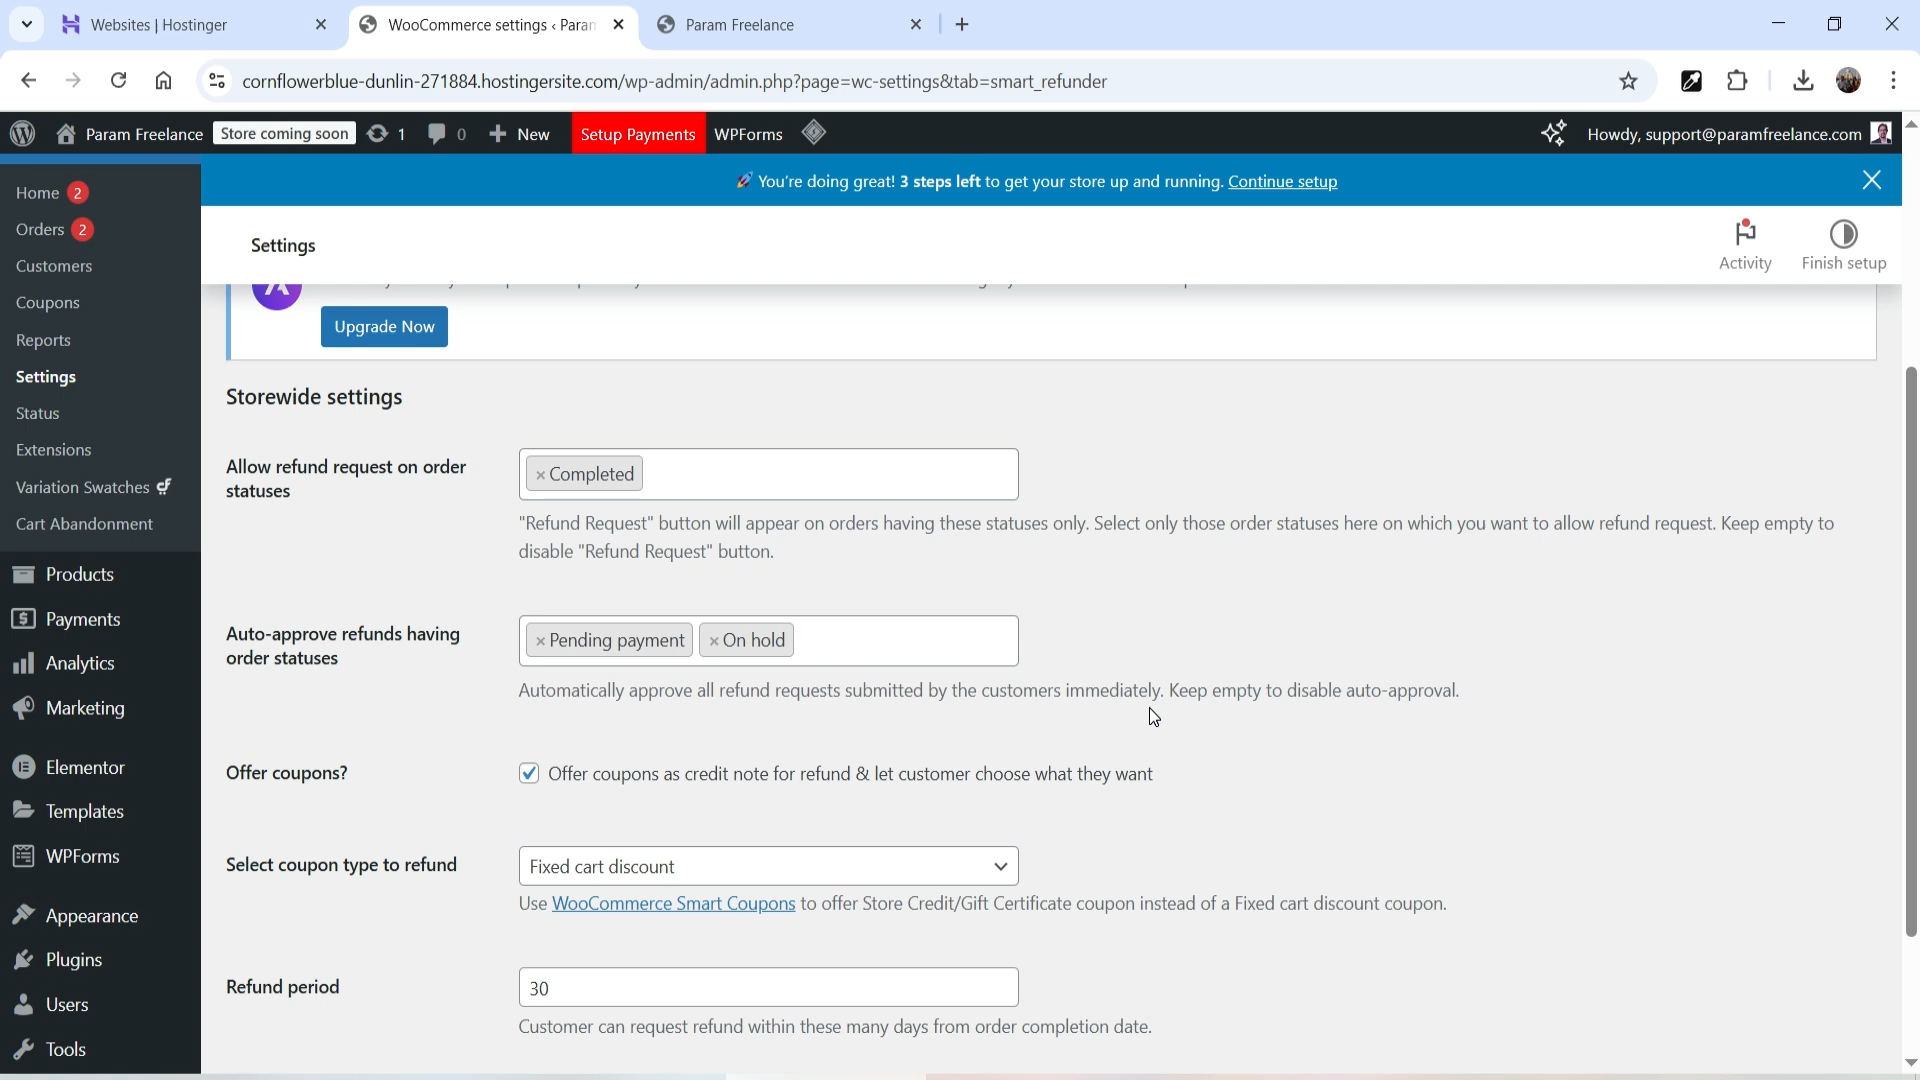 Websites | Hostinger
WooCommerce settings ‹ Param
Param Freelance
cornflowerblue-dunlin-271884.hostingersite.com/wp-admin/admin.php?page=wc-settings&tab=smart_refunder
Param Freelance
Store coming soon
1
0
New
Setup Payments
WPForms
Howdy, support@paramfreelance.com
Home 2
Orders 2
Customers
Coupons
Reports
Settings
Status
Extensions
Variation Swatches
Cart Abandonment
Products
Payments
Analytics
Marketing
Elementor
Templates
WPForms
Appearance
Plugins
Users
Tools
🚀 You're doing great! 3 steps left to get your store up and running. Continue setup
Settings
Activity
Finish setup
Upgrade Now
Storewide settings
Allow refund request on order
statuses
× Completed
"Refund Request" button will appear on orders having these statuses only. Select only those order statuses here on which you want to allow refund request. Keep empty to
disable "Refund Request" button.
Auto-approve refunds having
order statuses
× Pending payment × On hold
Automatically approve all refund requests submitted by the customers immediately. Keep empty to disable auto-approval.
Offer coupons?
Offer coupons as credit note for refund & let customer choose what they want
Select coupon type to refund
Fixed cart discount
Use WooCommerce Smart Coupons to offer Store Credit/Gift Certificate coupon instead of a Fixed cart discount coupon.
Refund period
30
Customer can request refund within these many days from order completion date.